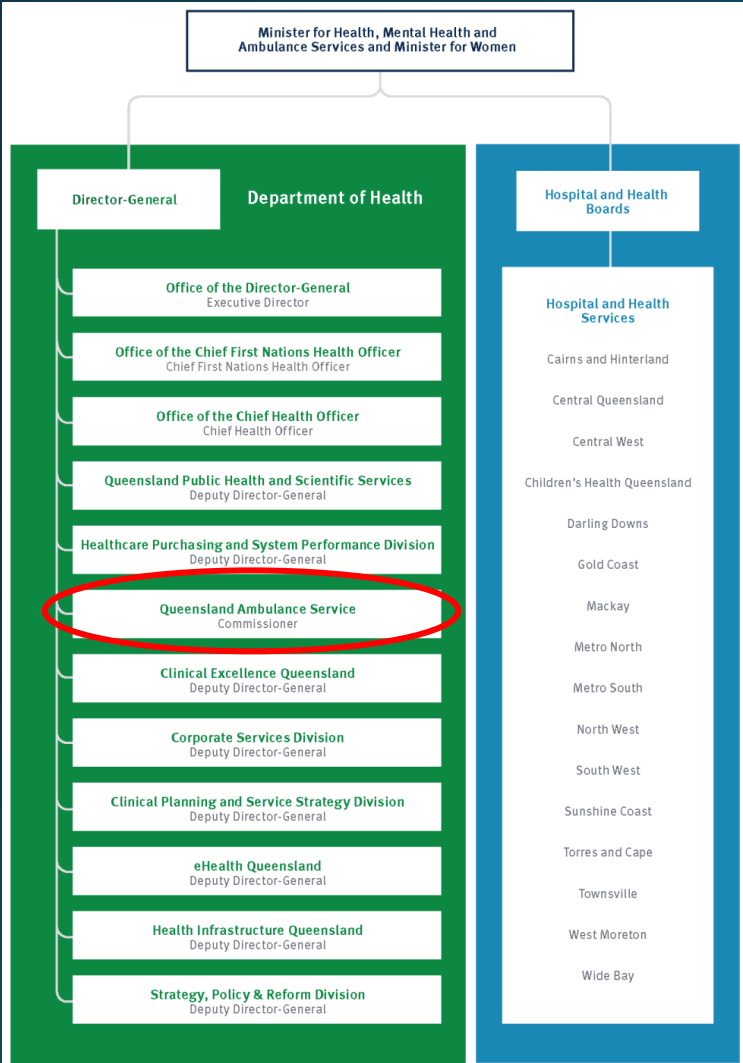 Minister for Health, Mental Health and
Ambulance Services and Minister for Women
Director-General
Department of Health
Office of the Director-General
Executive Director
Office of the Chief First Nations Health Officer
Chief First Nations Health Officer
Office of the Chief Health Officer
Chief Health Officer
Queensland Public Health and Scientific Services
Deputy Director-General
Healthcare Purchasing and System Performance Division
Deputy Director-General
Queensland Ambulance Service
Commissioner
Clinical Excellence Queensland
Deputy Director-General
Corporate Services Division
Deputy Director-General
Clinical Planning and Service Strategy Division
Deputy Director-General
eHealth Queensland
Deputy Director-General
Health Infrastructure Queensland
Deputy Director-General
Strategy, Policy & Reform Division
Deputy Director-General
Hospital and Health
Boards
Hospital and Health
Services
Cairns and Hinterland
Central Queensland
Central West
Children's Health Queensland
Darling Downs
Gold Coast
Mackay
Metro North
Metro South
North West
South West
Sunshine Coast
Torres and Cape
Townsville
West Moreton
Wide Bay